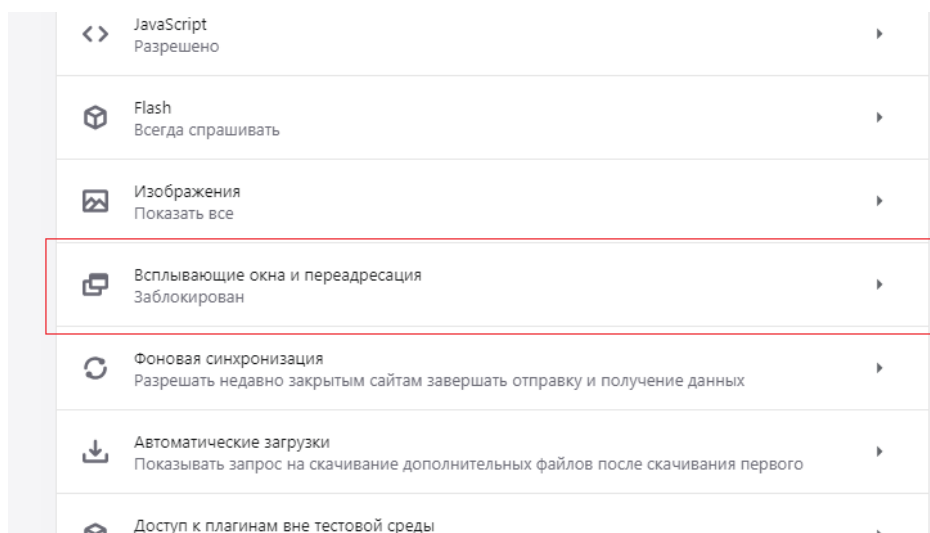 JavaScript
Разрешено
Flash
Всегда спрашивать
Изображения
Показать все
Всплывающие окна и переадресация
Заблокирован
Фоновая синхронизация
Разрешать недавно закрытым сайтам завершать отправку и получение данных
Автоматические загрузки
Показывать запрос на скачивание дополнительных файлов после скачивания первого
Доступ к плагинам вне тестовой среды